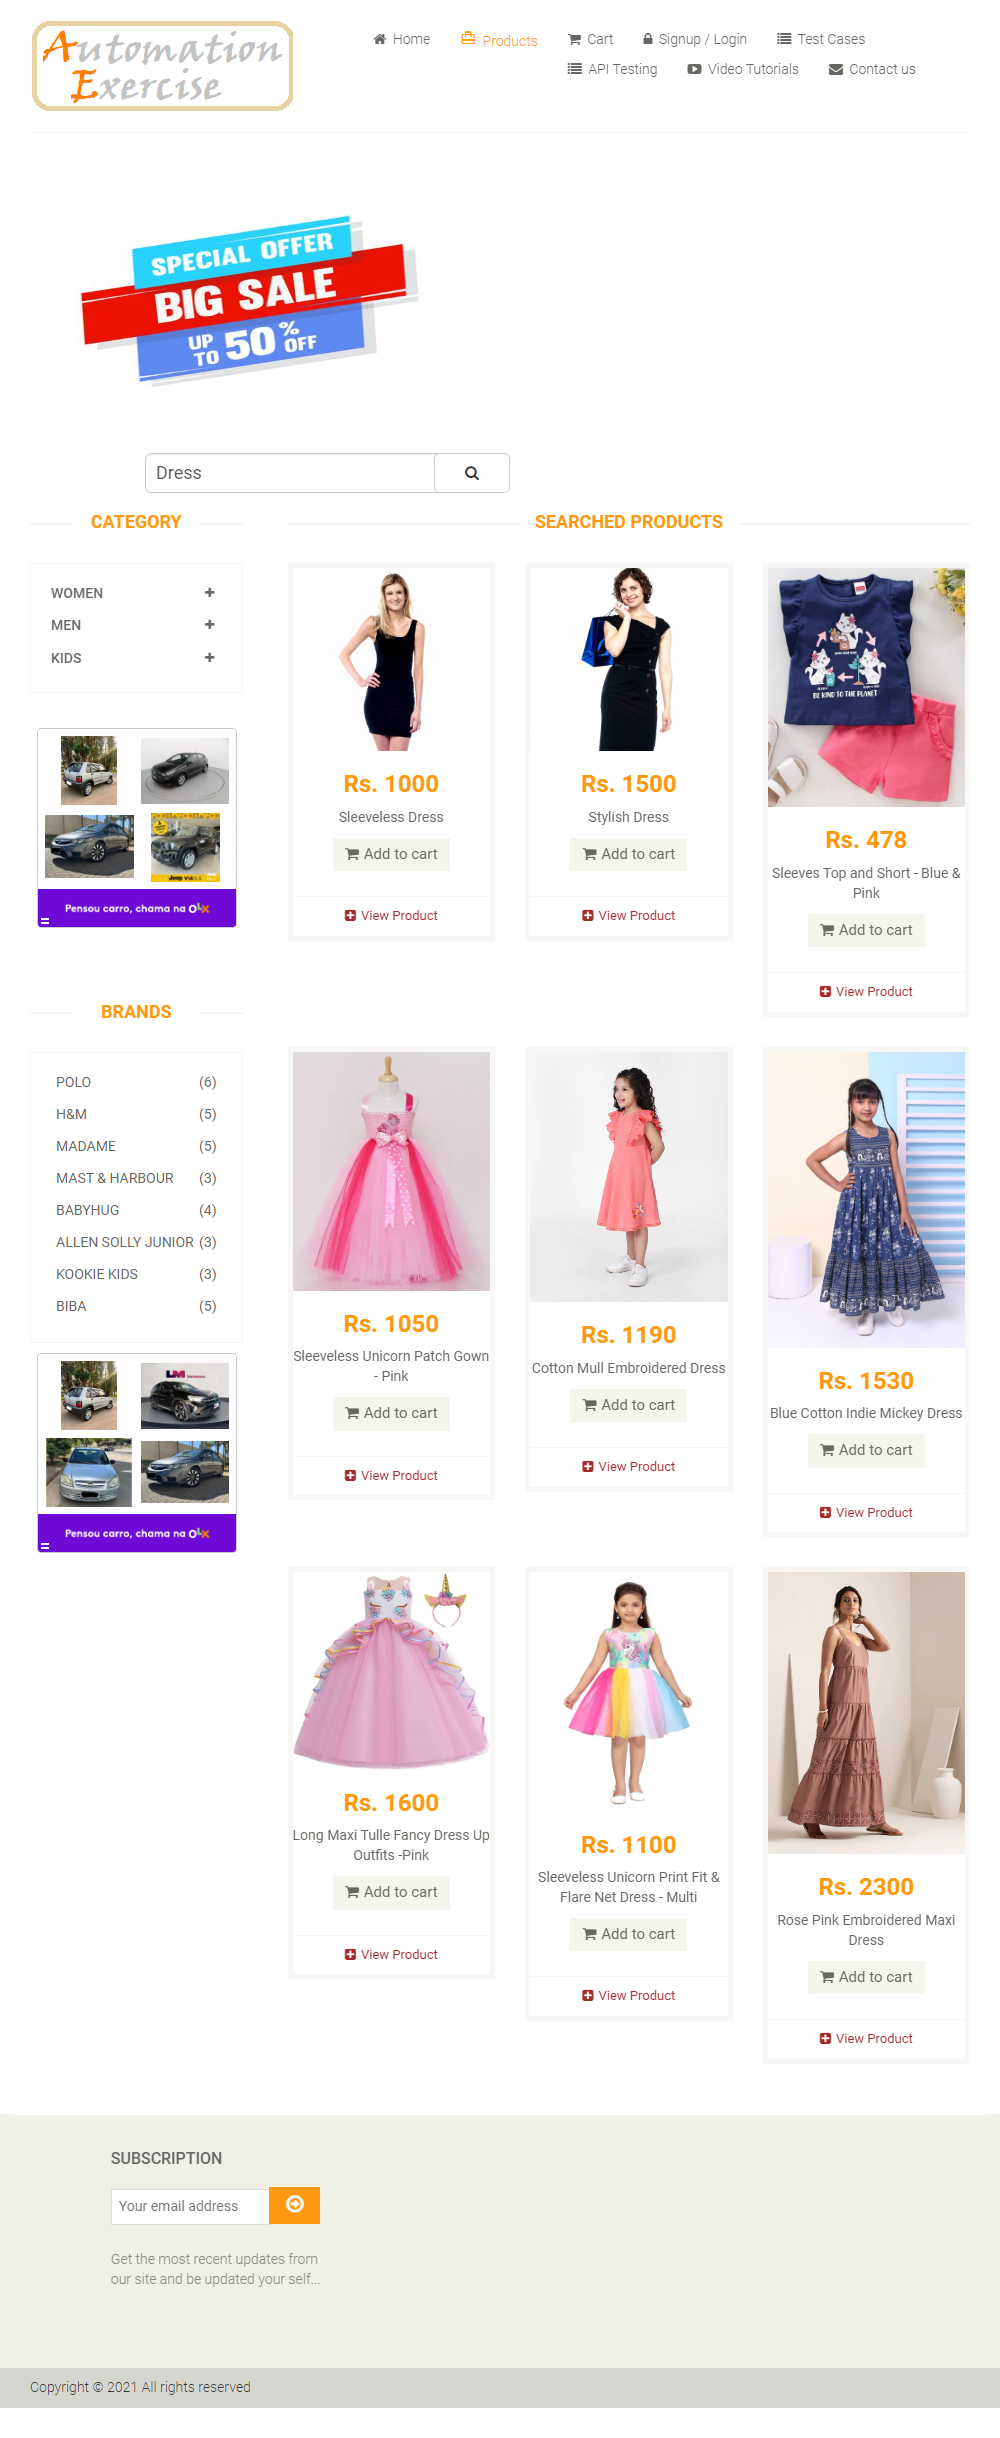 Automation
Exercise
Home
Products
Cart
Signup / Login
Test Cases
API Testing
Video Tutorials
Contact us
SPECIAL OFFER
BIG SALE
UP TO 50% OFF
Dress
CATEGORY
WOMEN
MEN
KIDS
Pensou carro, chama na OLX
BRANDS
POLO (6)
H&M (5)
MADAME (5)
MAST & HARBOUR (3)
BABYHUG (4)
ALLEN SOLLY JUNIOR (3)
KOOKIE KIDS (3)
BIBA (5)
Pensou carro, chama na OLX
SEARCHED PRODUCTS
Rs. 1000
Sleeveless Dress
Add to cart
View Product
Rs. 1500
Stylish Dress
Add to cart
View Product
BE KIND TO THE PLANET
Rs. 478
Sleeves Top and Short - Blue &
Pink
Add to cart
View Product
Rs. 1050
Sleeveless Unicorn Patch Gown
- Pink
Add to cart
View Product
Rs. 1190
Cotton Mull Embroidered Dress
Add to cart
View Product
Rs. 1530
Blue Cotton Indie Mickey Dress
Add to cart
View Product
Rs. 1600
Long Maxi Tulle Fancy Dress Up
Outfits -Pink
Add to cart
View Product
Rs. 1100
Sleeveless Unicorn Print Fit &
Flare Net Dress - Multi
Add to cart
View Product
Rs. 2300
Rose Pink Embroidered Maxi
Dress
Add to cart
View Product
SUBSCRIPTION
Your email address
Get the most recent updates from
our site and be updated your self...
Copyright © 2021 All rights reserved